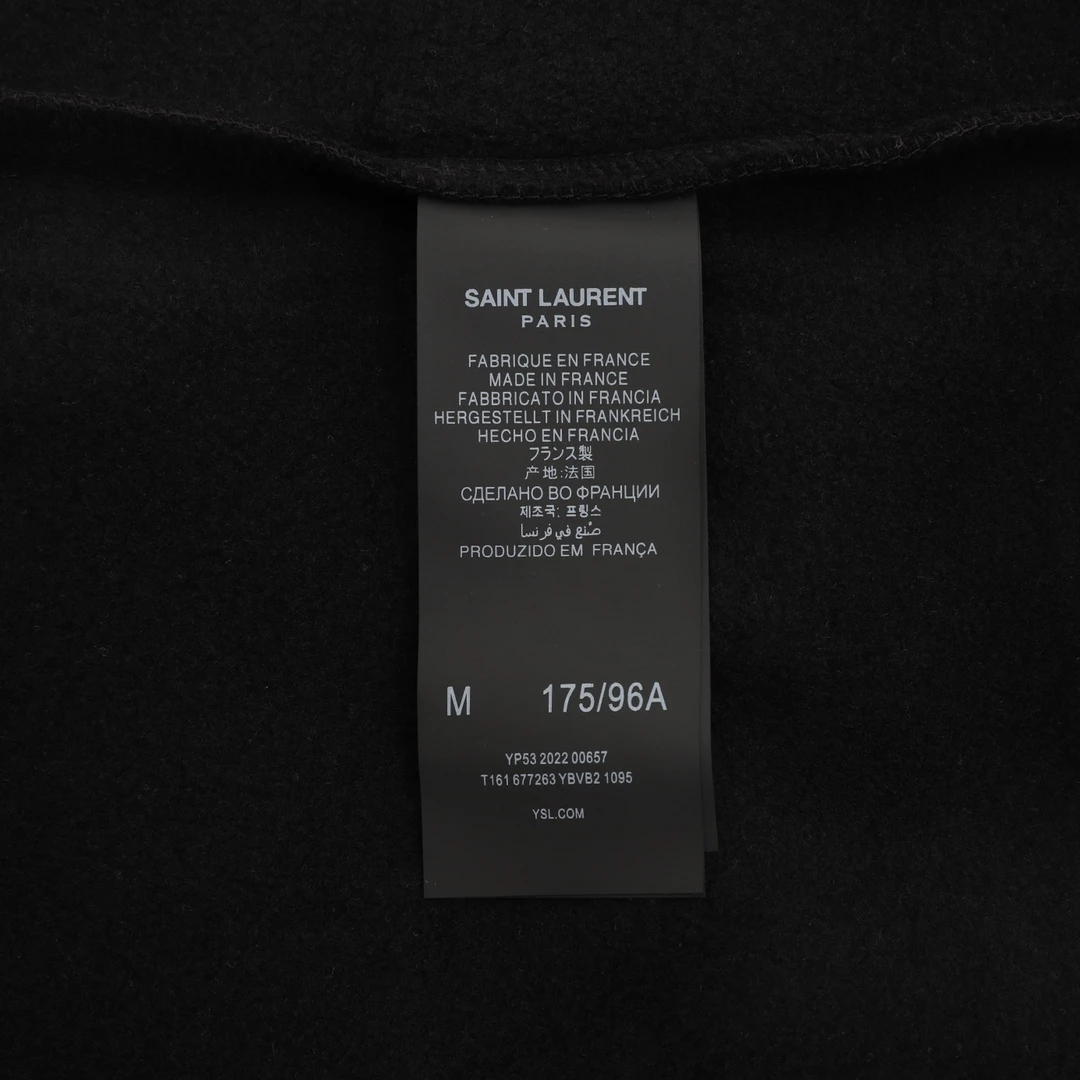 SAINT LAURENT
PARIS
FABRIQUE EN FRANCE
MADE IN FRANCE
FABBRICATO IN FRANCIA
HERGESTELLT IN FRANKREICH
HECHO EN FRANCIA
フランス製
产地:法国
СДЕЛАНО ВО ФРАНЦИИ
제조국: 프링스
صُنع في فرنسا
PRODUZIDO EM FRANÇA
M 175/96A
YP53 2022 00657
T161 677263 YBVB2 1095
YSL.COM